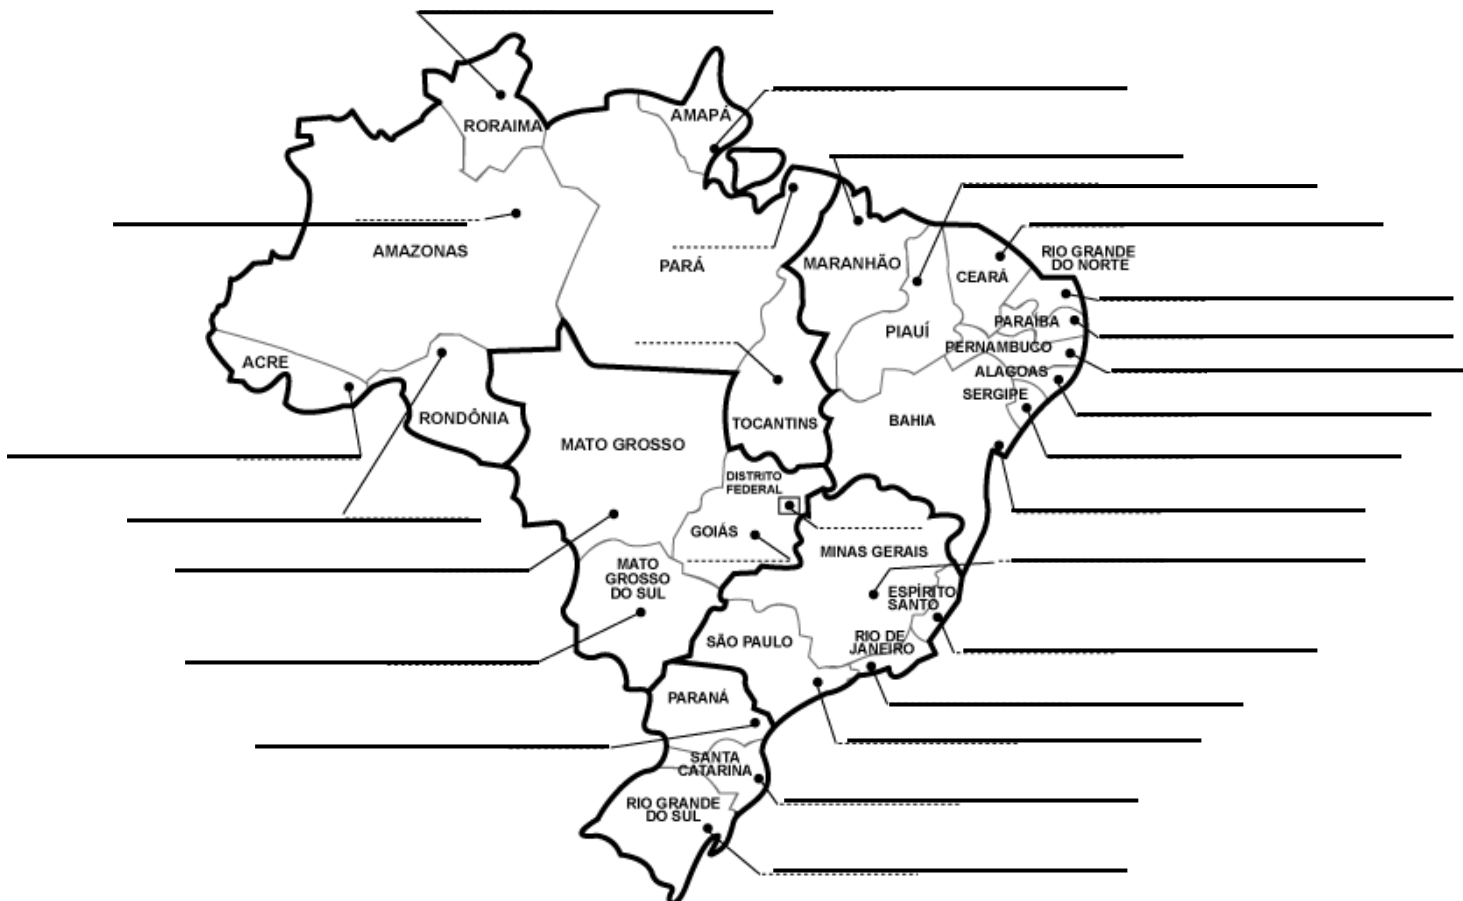 AMAPÁ
RORAIMA
AMAZONAS
PARÁ
MARANHÃO
CEARÁ
RIO GRANDE
DO NORTE
PIAUÍ
PARAÍBA
PERNAMBUCO
ALAGOAS
SERGIPE
ACRE
RONDÔNIA
TOCANTINS
BAHIA
MATO GROSSO
DISTRITO
FEDERAL
GOIÁS
MINAS GERAIS
MATO
GROSSO
DO SUL
ESPÍRITO
SANTO
SÃO PAULO
RIO DE
JANEIRO
PARANÁ
SANTA
CATARINA
RIO GRANDE
DO SUL